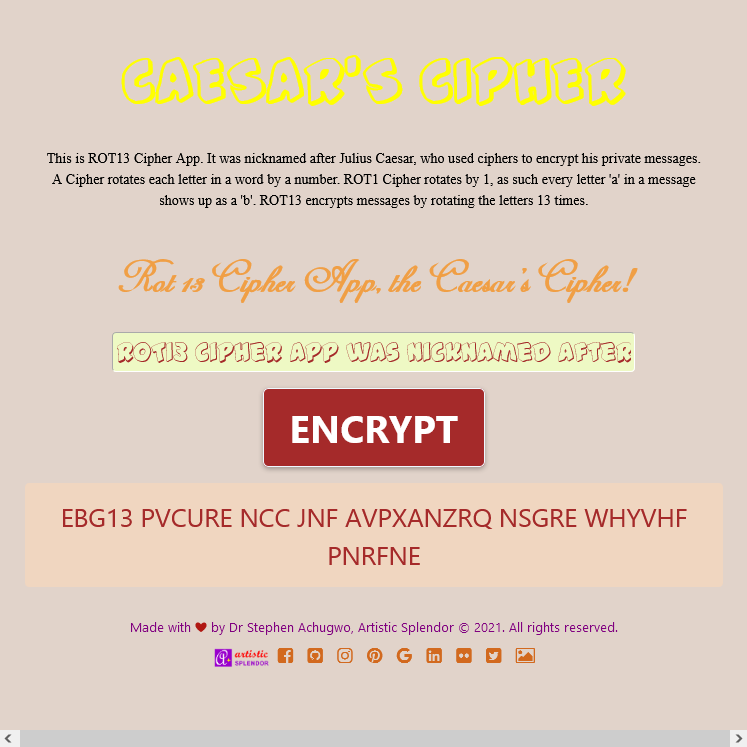 CAESAR'S CIPHER
This is ROT13 Cipher App. It was nicknamed after Julius Caesar, who used ciphers to encrypt his private messages.
A Cipher rotates each letter in a word by a number. ROT1 Cipher rotates by 1, as such every letter 'a' in a message
shows up as a 'b'. ROT13 encrypts messages by rotating the letters 13 times.
Rot 13 Cipher App, the Caesar's Cipher!
ROT13 CIPHER APP WAS NICKNAMED AFTER
ENCRYPT
EBG13 PVCURE NCC JNF AVPXANZRQ NSGRE WHYVHF
PNRFNE
Made with ❤ by Dr Stephen Achugwo, Artistic Splendor © 2021. All rights reserved.
artistic
SPLENDOR